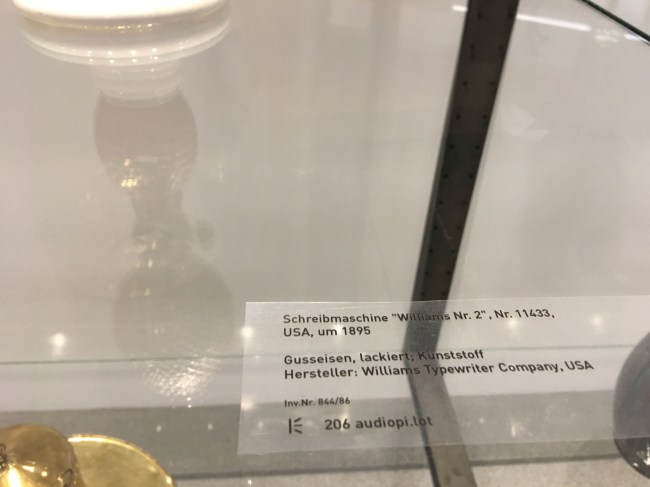 Schreibmaschine "Williams Nr. 2", Nr. 11433,
USA, um 1895
Gusseisen, lackiert; Kunststoff
Hersteller: Williams Typewriter Company, USA
Inv.Nr. 844/86
206 audiopi.lot